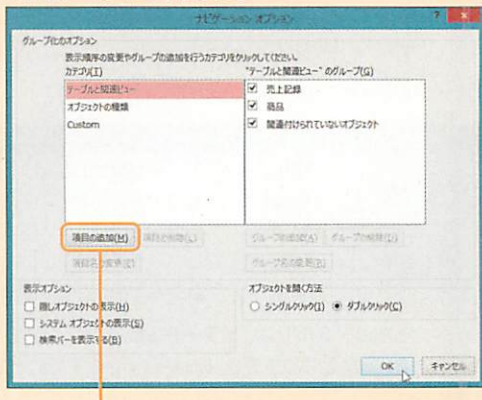 ナビゲーション オプション
?
グループ化のオプション
表示順序の変更やグループの追加を行うカテゴリをクリックしてください。
カテゴリ(T)
"テーブルと関連ビュー" のグループ(G)
テーブルと関連ビュー
オブジェクトの種類
Custom
売上記録
商品
関連付けられていないオブジェクト
項目の追加(M)
項目の削除(L)
グループの追加(A)
グループの削除(D)
項目名の変更(E)
グループ名の変更(R)
表示オプション
隠しオブジェクトの表示(H)
システム オブジェクトの表示(S)
検索バーを表示する(B)
オブジェクトを開く方法
シングルクリック(I)
ダブルクリック(C)
OK
キャンセル